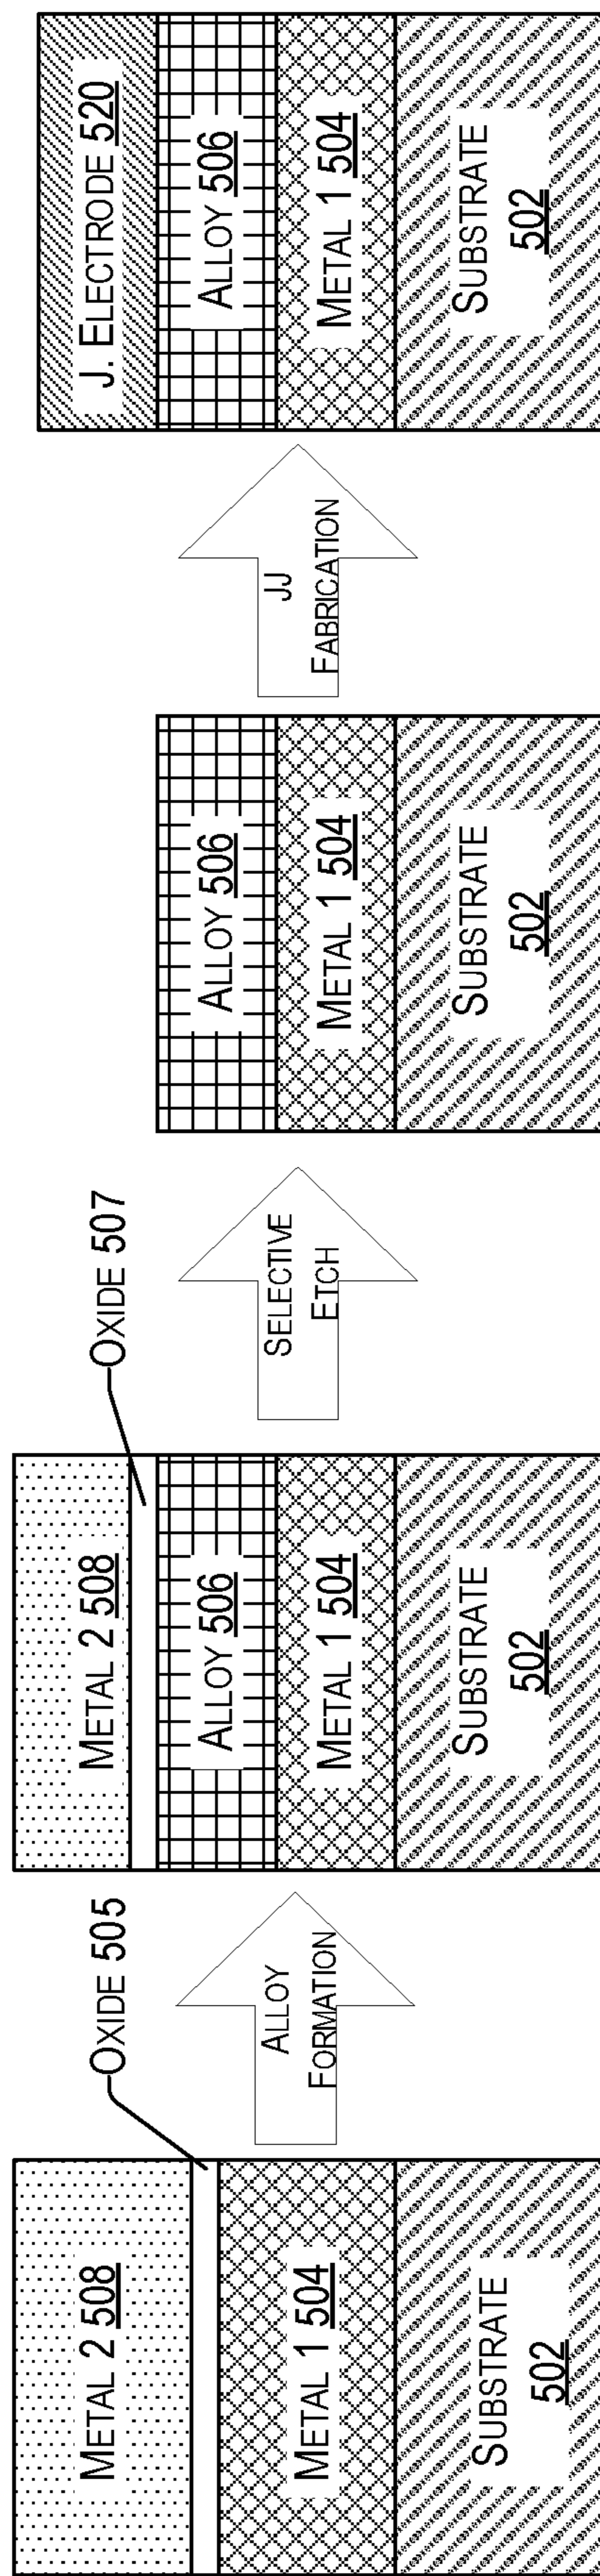 METAL 2 508
OXIDE 505
METAL 1 504
SUBSTRATE
502
ALLOY
FORMATION
METAL 2 508
OXIDE 507
ALLOY 506
METAL 1 504
SUBSTRATE
502
SELECTIVE
ETCH
ALLOY 506
METAL 1 504
SUBSTRATE
502
JJ
FABRICATION
J. ELECTRODE 520
ALLOY 506
METAL 1 504
SUBSTRATE
502